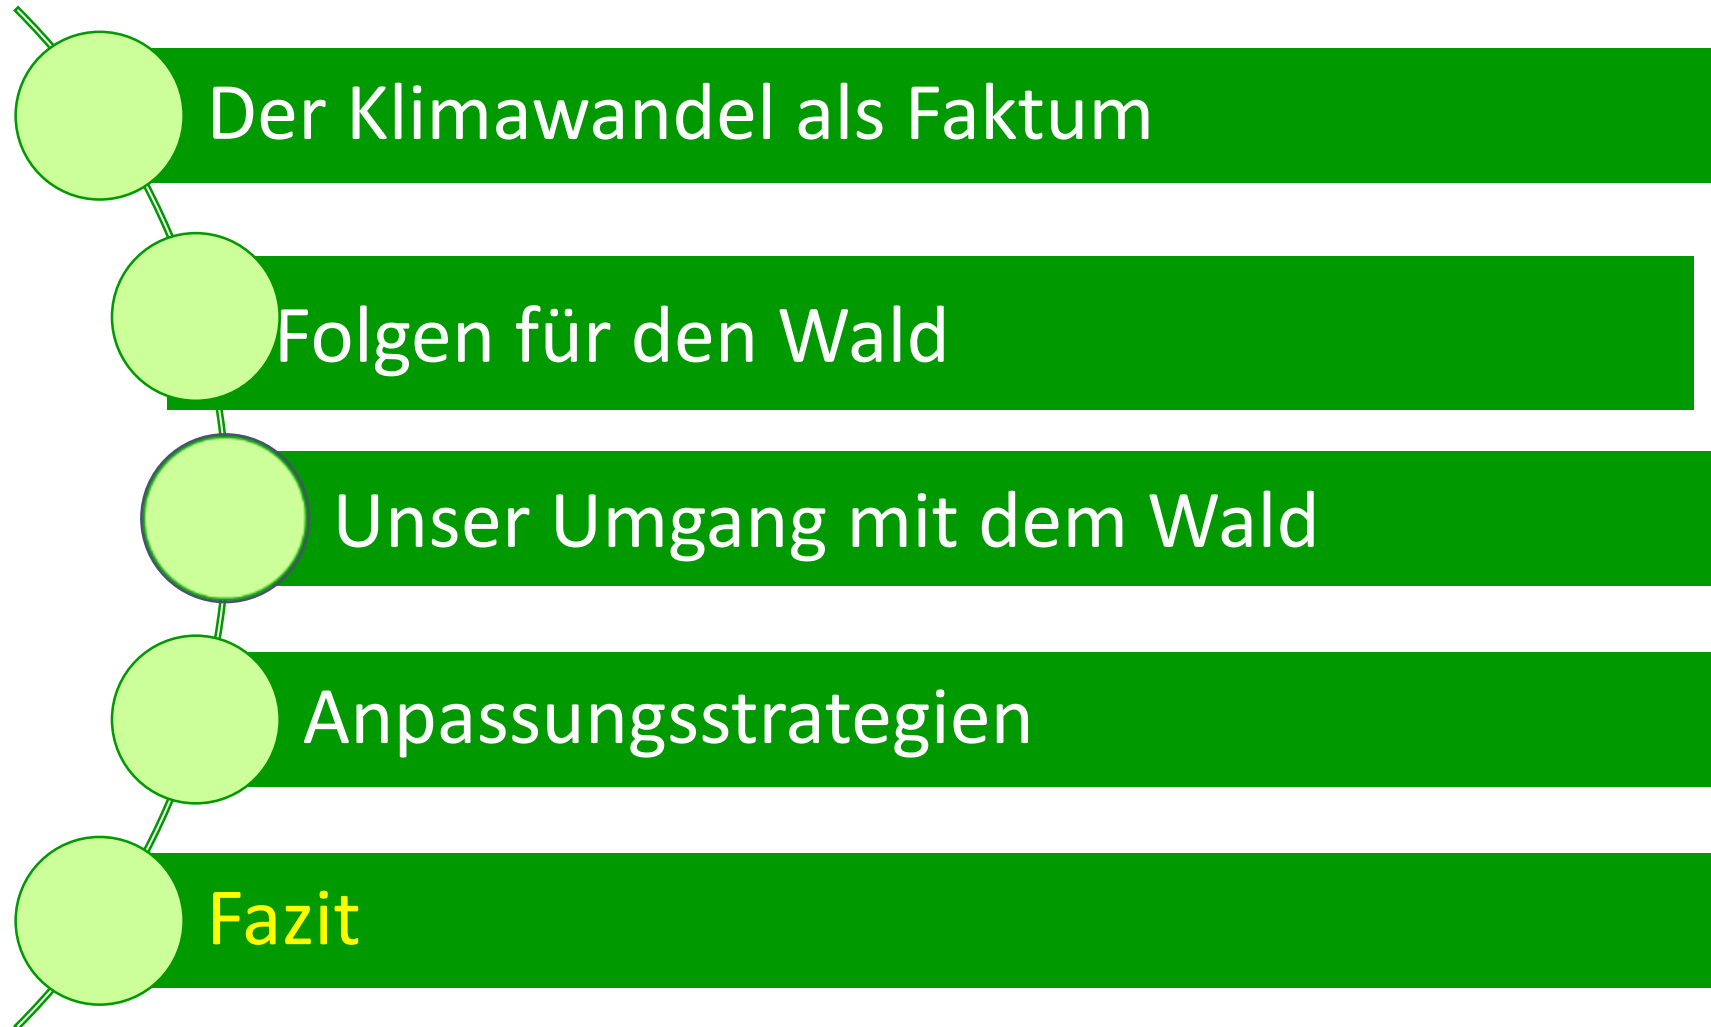 Der Klimawandel als Faktum
Folgen für den Wald
Unser Umgang mit dem Wald
Anpassungsstrategien
Fazit